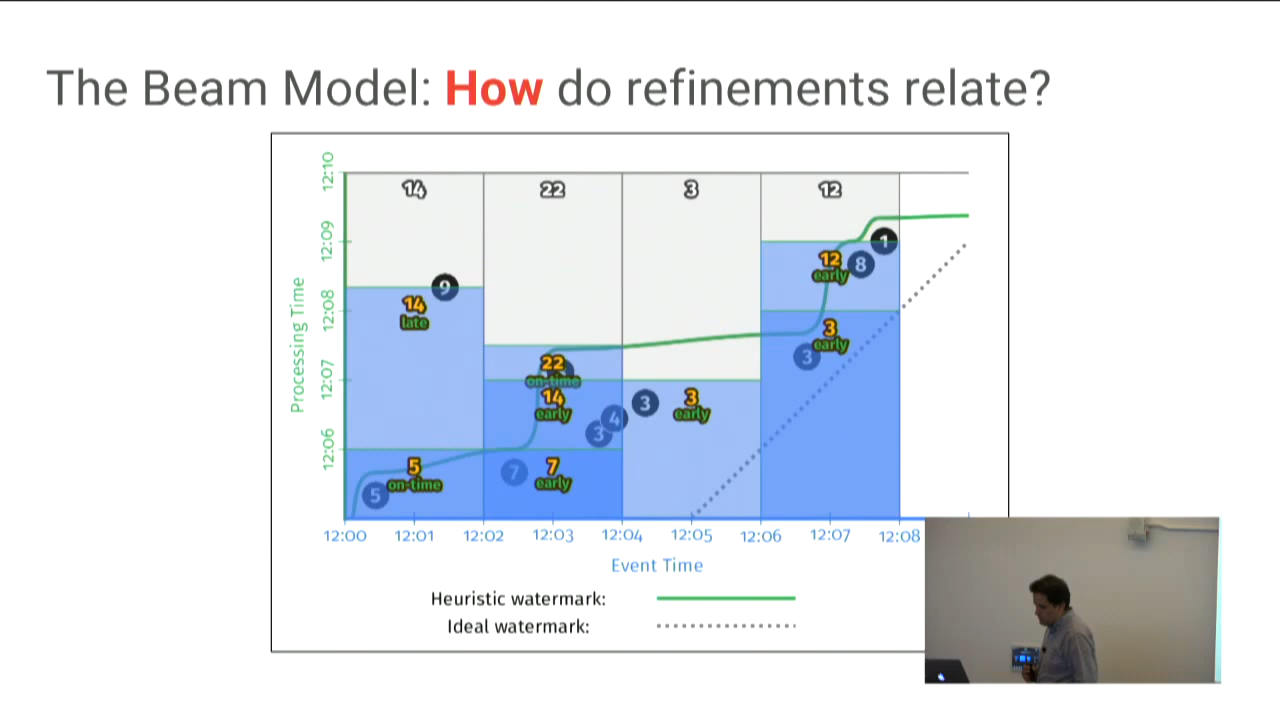 The Beam Model: How do refinements relate?
12:10
12:09
12:08
12:07
12:06
Processing Time
14
22
3
12
9
14
late
5
on-time
5
22
on-time
14
early
7
7
early
3
4
3
3
early
12
early
8
1
3
early
3
12:00
12:01
12:02
12:03
12:04
12:05
12:06
12:07
12:08
Event Time
Heuristic watermark:
Ideal watermark: